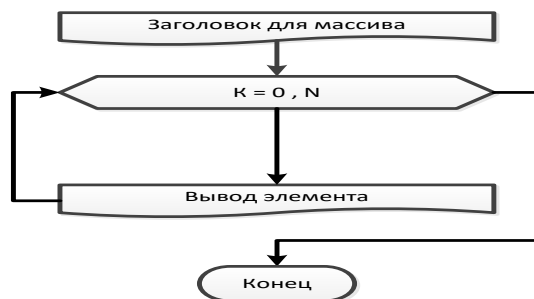 Заголовок для массива
K = 0 , N
Вывод элемента
Конец